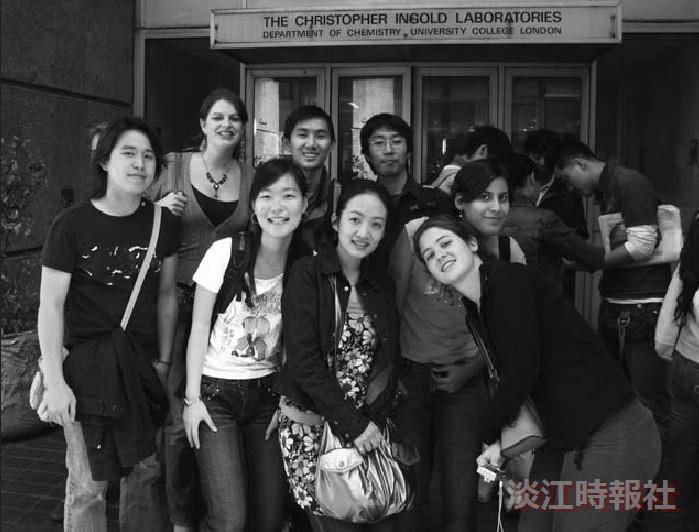 THE CHRISTOPHER INGOLD LABORATORIES
DEPARTMENT OF CHEMISTRY, UNIVERSITY COLLEGE LONDON
淡江時報社